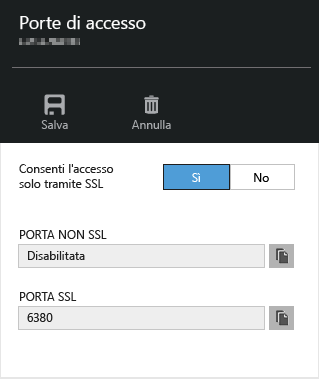 Porte di accesso
Salva
Annulla
Consenti l'accesso
solo tramite SSL
Sì
No
PORTA NON SSL
Disabilitata
PORTA SSL
6380